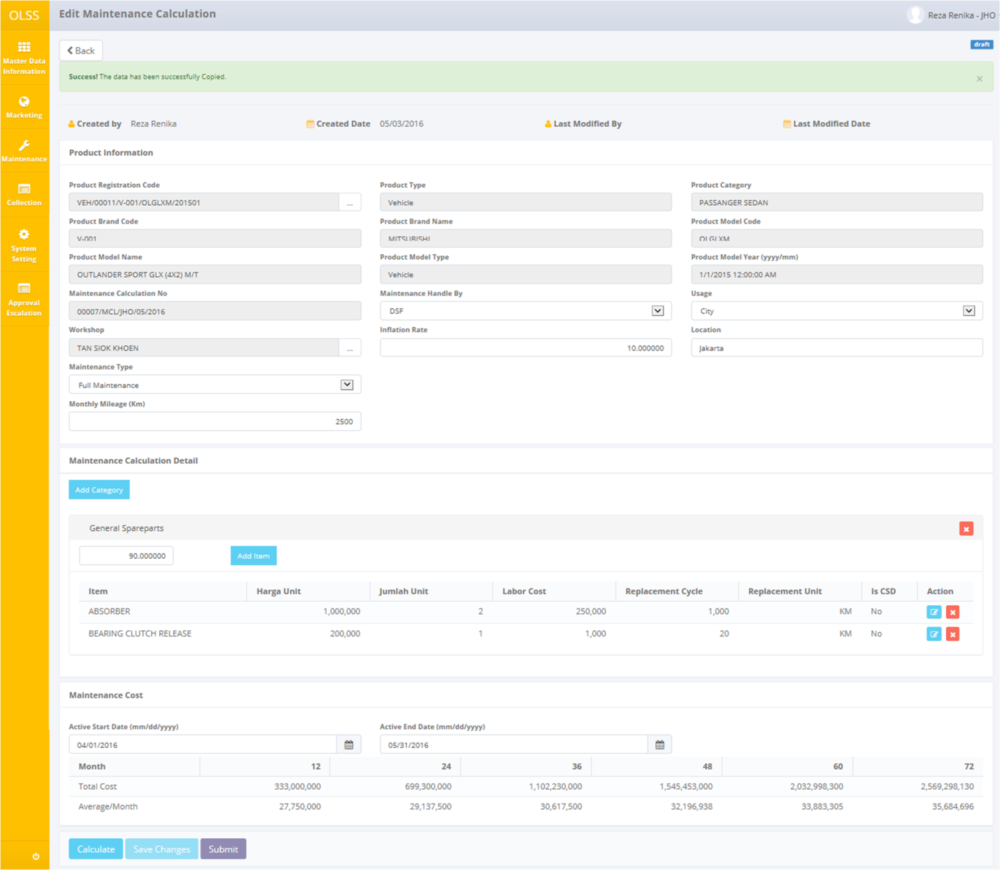 OLSS
Edit Maintenance Calculation
Reza Renika - JHO
Master Data
Information
Marketing
Maintenance
Collection
System
Setting
Approval
Escalation
Back
draft
Success! The data has been successfully Copied.
×
Created by Reza Renika Created Date 05/03/2016 Last Modified By Last Modified Date
Product Information
Product Registration Code Product Type Product Category
VEH/00011/V-001/OLGLXM/201501 ... Vehicle PASSANGER SEDAN
Product Brand Code Product Brand Name Product Model Code
V-001 MITSUBISHI OLGLXM
Product Model Name Product Model Type Product Model Year (yyyy/mm)
OUTLANDER SPORT GLX (4X2) M/T Vehicle 1/1/2015 12:00:00 AM
Maintenance Calculation No Maintenance Handle By Usage
00007/MCL/JHO/05/2016 DSF City
Workshop Inflation Rate Location
TAN SIOK KHOEN ... 10.000000 Jakarta
Maintenance Type
Full Maintenance
Monthly Mileage (Km)
2500
Maintenance Calculation Detail
Add Category
General Spareparts
90.000000 Add Item
Item Harga Unit Jumlah Unit Labor Cost Replacement Cycle Replacement Unit Is CSD Action
ABSORBER 1,000,000 2 250,000 1,000 KM No
BEARING CLUTCH RELEASE 200,000 1 1,000 20 KM No
Maintenance Cost
Active Start Date (mm/dd/yyyy) Active End Date (mm/dd/yyyy)
04/01/2016 05/31/2016
Month 12 24 36 48 60 72
Total Cost 333,000,000 699,300,000 1,102,230,000 1,545,453,000 2,032,998,300 2,569,298,130
Average/Month 27,750,000 29,137,500 30,617,500 32,196,938 33,883,305 35,684,696
Calculate Save Changes Submit